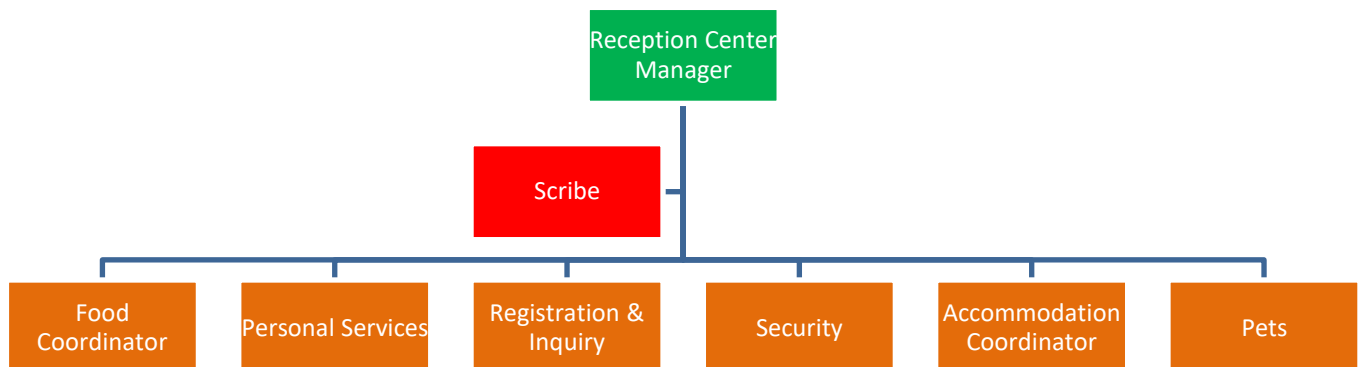 Reception Center
Manager
Scribe
Food
Coordinator
Personal Services
Registration &
Inquiry
Security
Accommodation
Coordinator
Pets